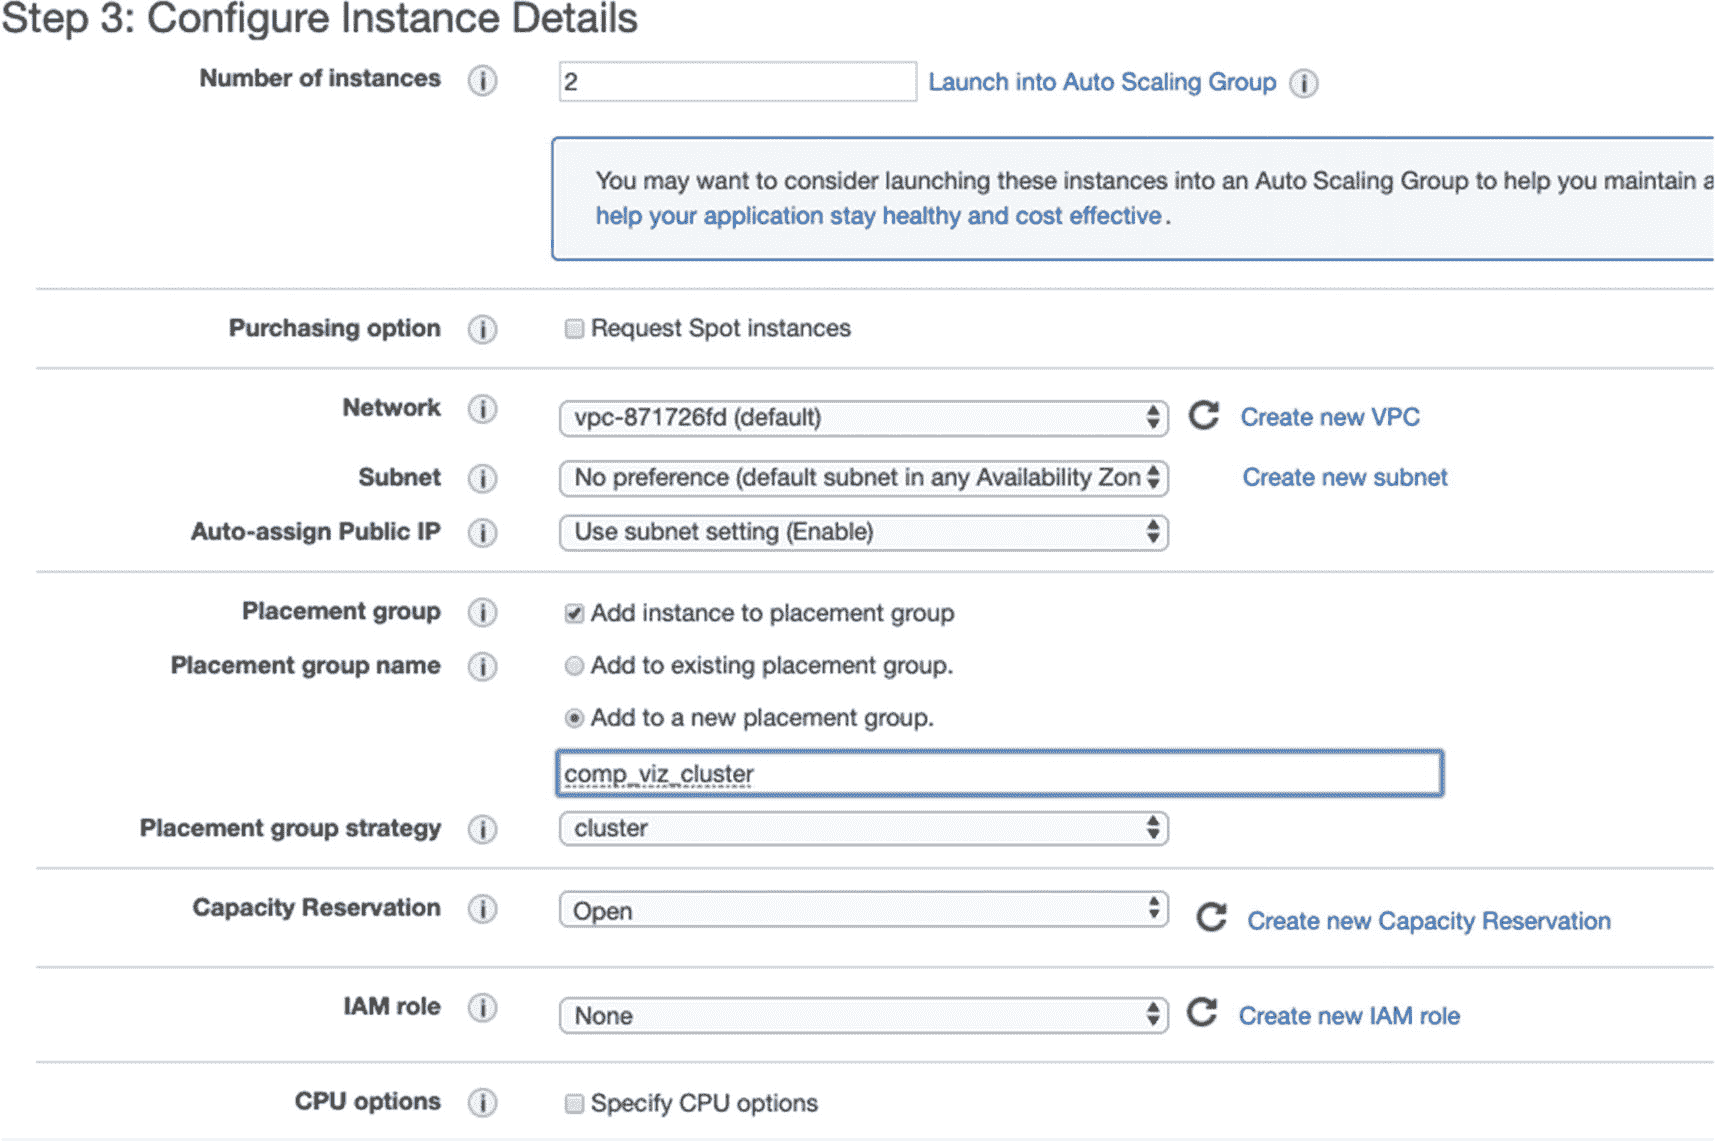 Step 3: Configure Instance Details
Number of instances i 2 Launch into Auto Scaling Group i
You may want to consider launching these instances into an Auto Scaling Group to help you maintain a
help your application stay healthy and cost effective.
Purchasing option i Request Spot instances
Network i vpc-871726fd (default) Create new VPC
Subnet i No preference (default subnet in any Availability Zon Create new subnet
Auto-assign Public IP i Use subnet setting (Enable)
Placement group i Add instance to placement group
Placement group name i Add to existing placement group.
Add to a new placement group.
comp_viz_cluster
Placement group strategy i cluster
Capacity Reservation i Open Create new Capacity Reservation
IAM role i None Create new IAM role
CPU options i Specify CPU options